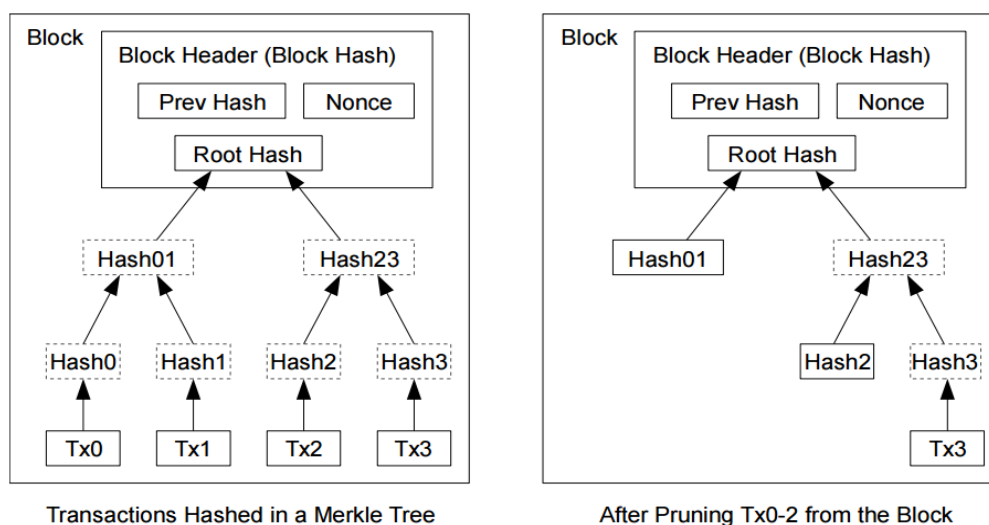 Block
Block Header (Block Hash)
Prev Hash
Nonce
Root Hash
Hash01
Hash23
Hash0
Hash1
Hash2
Hash3
Tx0
Tx1
Tx2
Tx3
Transactions Hashed in a Merkle Tree
Block
Block Header (Block Hash)
Prev Hash
Nonce
Root Hash
Hash01
Hash23
Hash2
Hash3
Tx3
After Pruning Tx0-2 from the Block